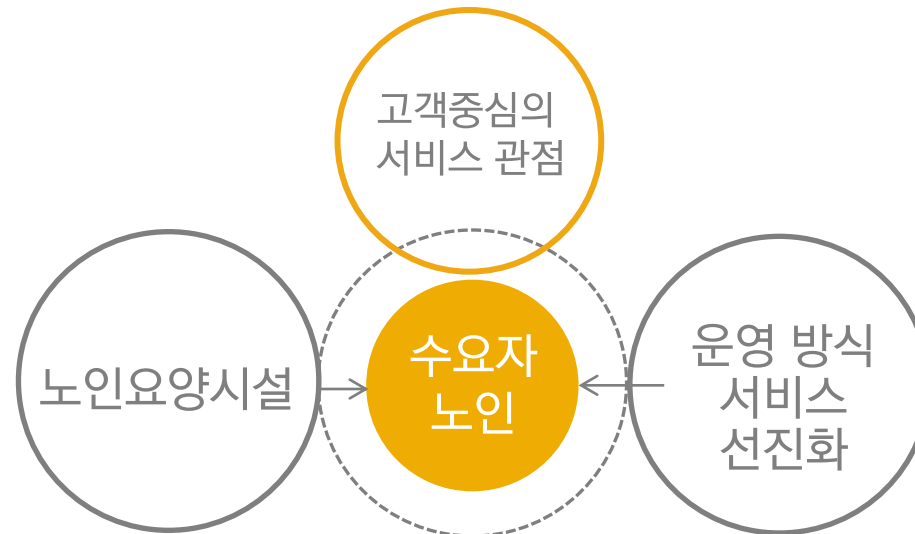 고객중심의
서비스 관점
노인요양시설
수요자
노인
운영 방식
서비스
선진화